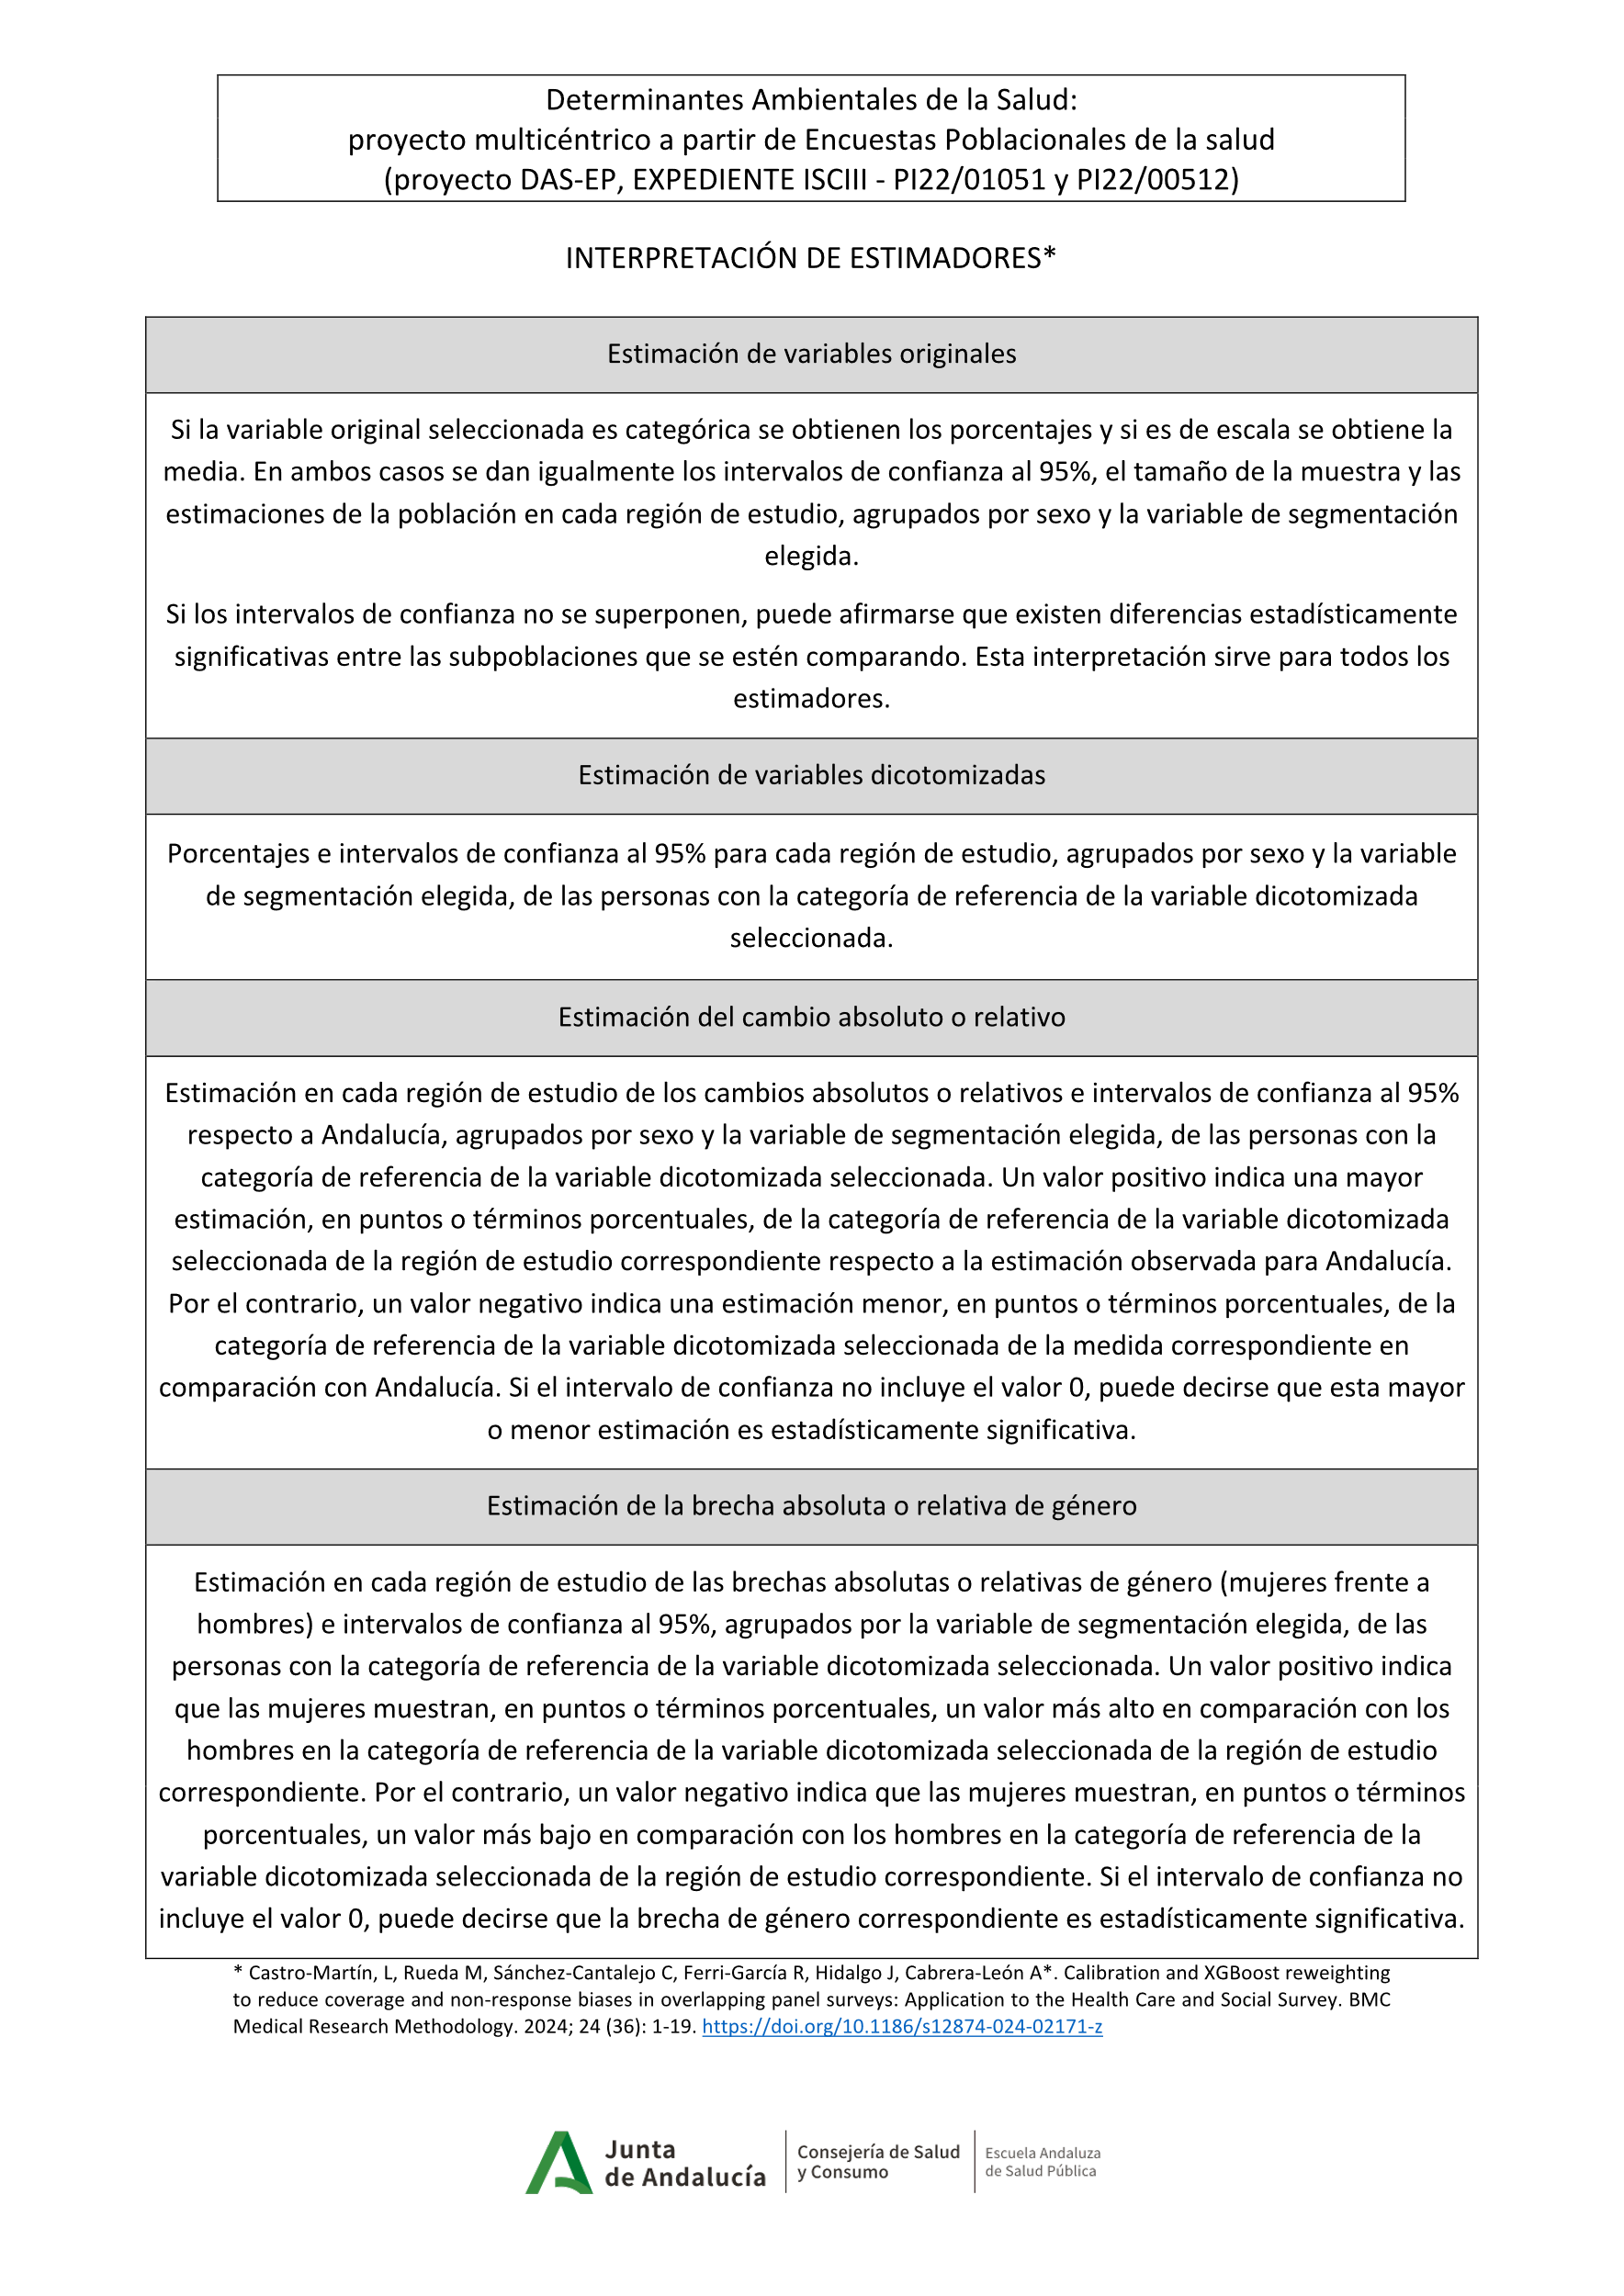 Determinantes Ambientales de la Salud:
proyecto multicéntrico a partir de Encuestas Poblacionales de la salud
(proyecto DAS-EP, EXPEDIENTE ISCIII - PI22/01051 y PI22/00512)
INTERPRETACIÓN DE ESTIMADORES*
Estimación de variables originales
Si la variable original seleccionada es categórica se obtienen los porcentajes y si es de escala se obtiene la
media. En ambos casos se dan igualmente los intervalos de confianza al 95%, el tamaño de la muestra y las
estimaciones de la población en cada región de estudio, agrupados por sexo y la variable de segmentación
elegida.
Si los intervalos de confianza no se superponen, puede afirmarse que existen diferencias estadísticamente
significativas entre las subpoblaciones que se estén comparando. Esta interpretación sirve para todos los
estimadores.
Estimación de variables dicotomizadas
Porcentajes e intervalos de confianza al 95% para cada región de estudio, agrupados por sexo y la variable
de segmentación elegida, de las personas con la categoría de referencia de la variable dicotomizada
seleccionada.
Estimación del cambio absoluto o relativo
Estimación en cada región de estudio de los cambios absolutos o relativos e intervalos de confianza al 95%
respecto a Andalucía, agrupados por sexo y la variable de segmentación elegida, de las personas con la
categoría de referencia de la variable dicotomizada seleccionada. Un valor positivo indica una mayor
estimación, en puntos o términos porcentuales, de la categoría de referencia de la variable dicotomizada
seleccionada de la región de estudio correspondiente respecto a la estimación observada para Andalucía.
Por el contrario, un valor negativo indica una estimación menor, en puntos o términos porcentuales, de la
categoría de referencia de la variable dicotomizada seleccionada de la medida correspondiente en
comparación con Andalucía. Si el intervalo de confianza no incluye el valor 0, puede decirse que esta mayor
o menor estimación es estadísticamente significativa.
Estimación de la brecha absoluta o relativa de género
Estimación en cada región de estudio de las brechas absolutas o relativas de género (mujeres frente a
hombres) e intervalos de confianza al 95%, agrupados por la variable de segmentación elegida, de las
personas con la categoría de referencia de la variable dicotomizada seleccionada. Un valor positivo indica
que las mujeres muestran, en puntos o términos porcentuales, un valor más alto en comparación con los
hombres en la categoría de referencia de la variable dicotomizada seleccionada de la región de estudio
correspondiente. Por el contrario, un valor negativo indica que las mujeres muestran, en puntos o términos
porcentuales, un valor más bajo en comparación con los hombres en la categoría de referencia de la
variable dicotomizada seleccionada de la región de estudio correspondiente. Si el intervalo de confianza no
incluye el valor 0, puede decirse que la brecha de género correspondiente es estadísticamente significativa.
* Castro-Martín, L, Rueda M, Sánchez-Cantalejo C, Ferri-García R, Hidalgo J, Cabrera-León A*. Calibration and XGBoost reweighting
to reduce coverage and non-response biases in overlapping panel surveys: Application to the Health Care and Social Survey. BMC
Medical Research Methodology. 2024; 24 (36): 1-19. https://doi.org/10.1186/s12874-024-02171-z
Junta
de Andalucía
Consejería de Salud
y Consumo
Escuela Andaluza
de Salud Pública